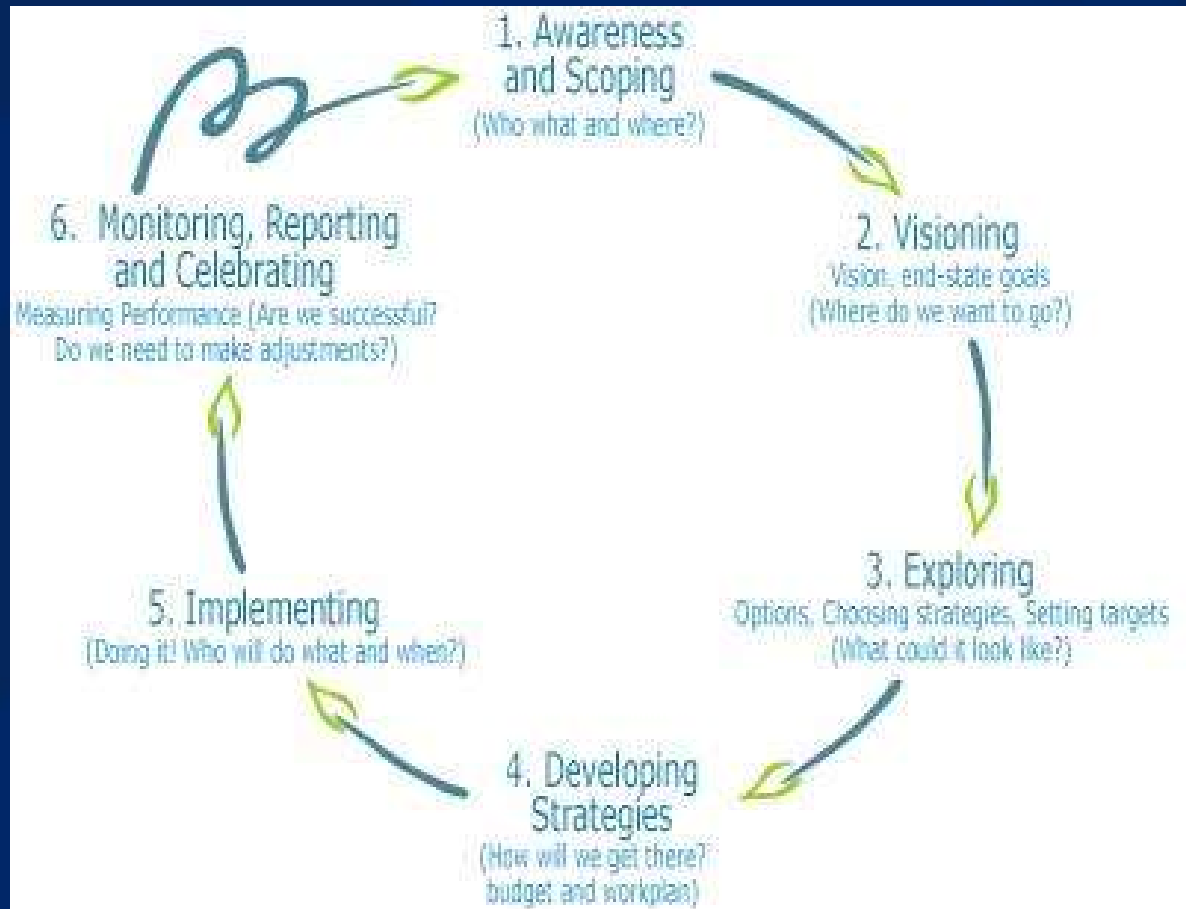 1. Awareness
and Scoping
(Who what and where?)
2. Visioning
Vision, end-state goals
(Where do we want to go?)
3. Exploring
Options, Choosing strategies, Setting targets
(What could it look like?)
4. Developing
Strategies
(How will we get there?
budget and workplan)
5. Implementing
(Doing it! Who will do what and when?)
6. Monitoring, Reporting
and Celebrating
Measuring Performance (Are we successful?
Do we need to make adjustments?)